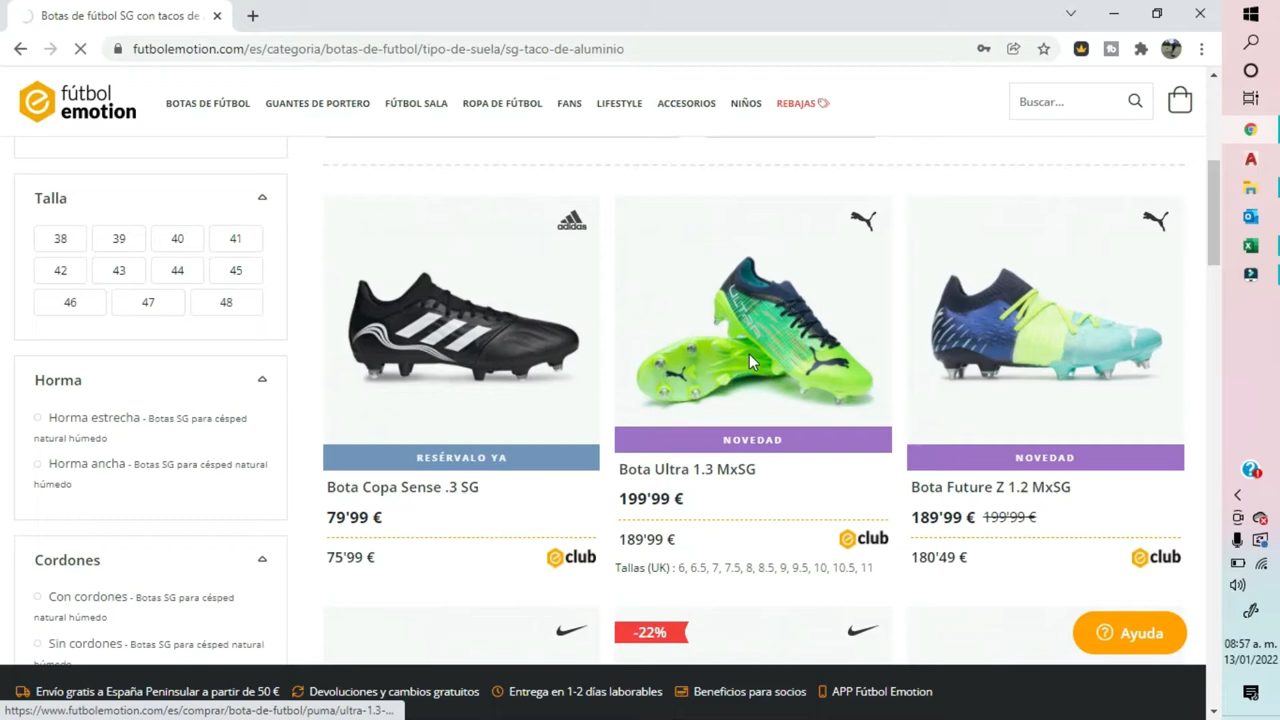 Botas de fútbol SG con tacos de
futbolemotion.com/es/categoria/botas-de-futbol/tipo-de-suela/sg-taco-de-aluminio
fútbol
emotion
BOTAS DE FÚTBOL
GUANTES DE PORTERO
FÚTBOL SALA
ROPA DE FÚTBOL
FANS
LIFESTYLE
ACCESORIOS
NIÑOS
REBAJAS
Buscar...
Talla
38 39 40 41
42 43 44 45
46 47 48
Horma
Horma estrecha - Botas SG para césped
natural húmedo
Horma ancha - Botas SG para césped natural
húmedo
Cordones
Con cordones - Botas SG para césped
natural húmedo
Sin cordones - Botas SG para césped natural
húmedo
adidas
RESÉRVALO YA
Bota Copa Sense .3 SG
79'99 €
75'99 €
club
NOVEDAD
Bota Ultra 1.3 MxSG
199'99 €
189'99 €
club
Tallas (UK) : 6, 6.5, 7, 7.5, 8, 8.5, 9, 9.5, 10, 10.5, 11
NOVEDAD
Bota Future Z 1.2 MxSG
189'99 € 199'99 €
180'49 €
club
-22%
Ayuda
Envío gratis a España Peninsular a partir de 50 €
Devoluciones y cambios gratuitos
Entrega en 1-2 días laborables
Beneficios para socios
APP Fútbol Emotion
https://www.futbolemotion.com/es/comprar/bota-de-futbol/puma/ultra-1.3-...
08:57 a. m.
13/01/2022